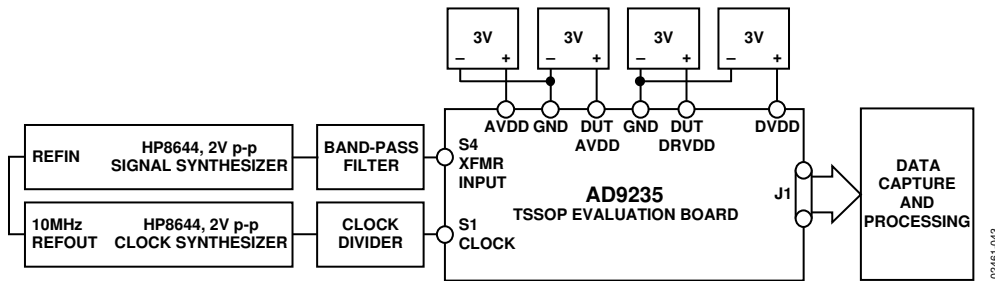 3V
– +
3V
– +
3V
– +
3V
– +
AVDD GND DUT AVDD GND DUT DRVDD DVDD
REFIN
HP8644, 2V p-p
SIGNAL SYNTHESIZER
BAND-PASS
FILTER
S4
XFMR
INPUT
10MHz
REFOUT
HP8644, 2V p-p
CLOCK SYNTHESIZER
CLOCK
DIVIDER
S1
CLOCK
AD9235
TSSOP EVALUATION BOARD
J1
DATA
CAPTURE
AND
PROCESSING
02461-043